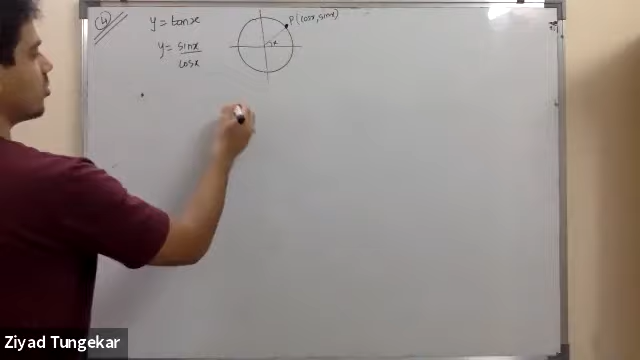 4
y = tanx
y = sinx
cosx
P(cosx, sinx)
x
Ziyad Tungekar